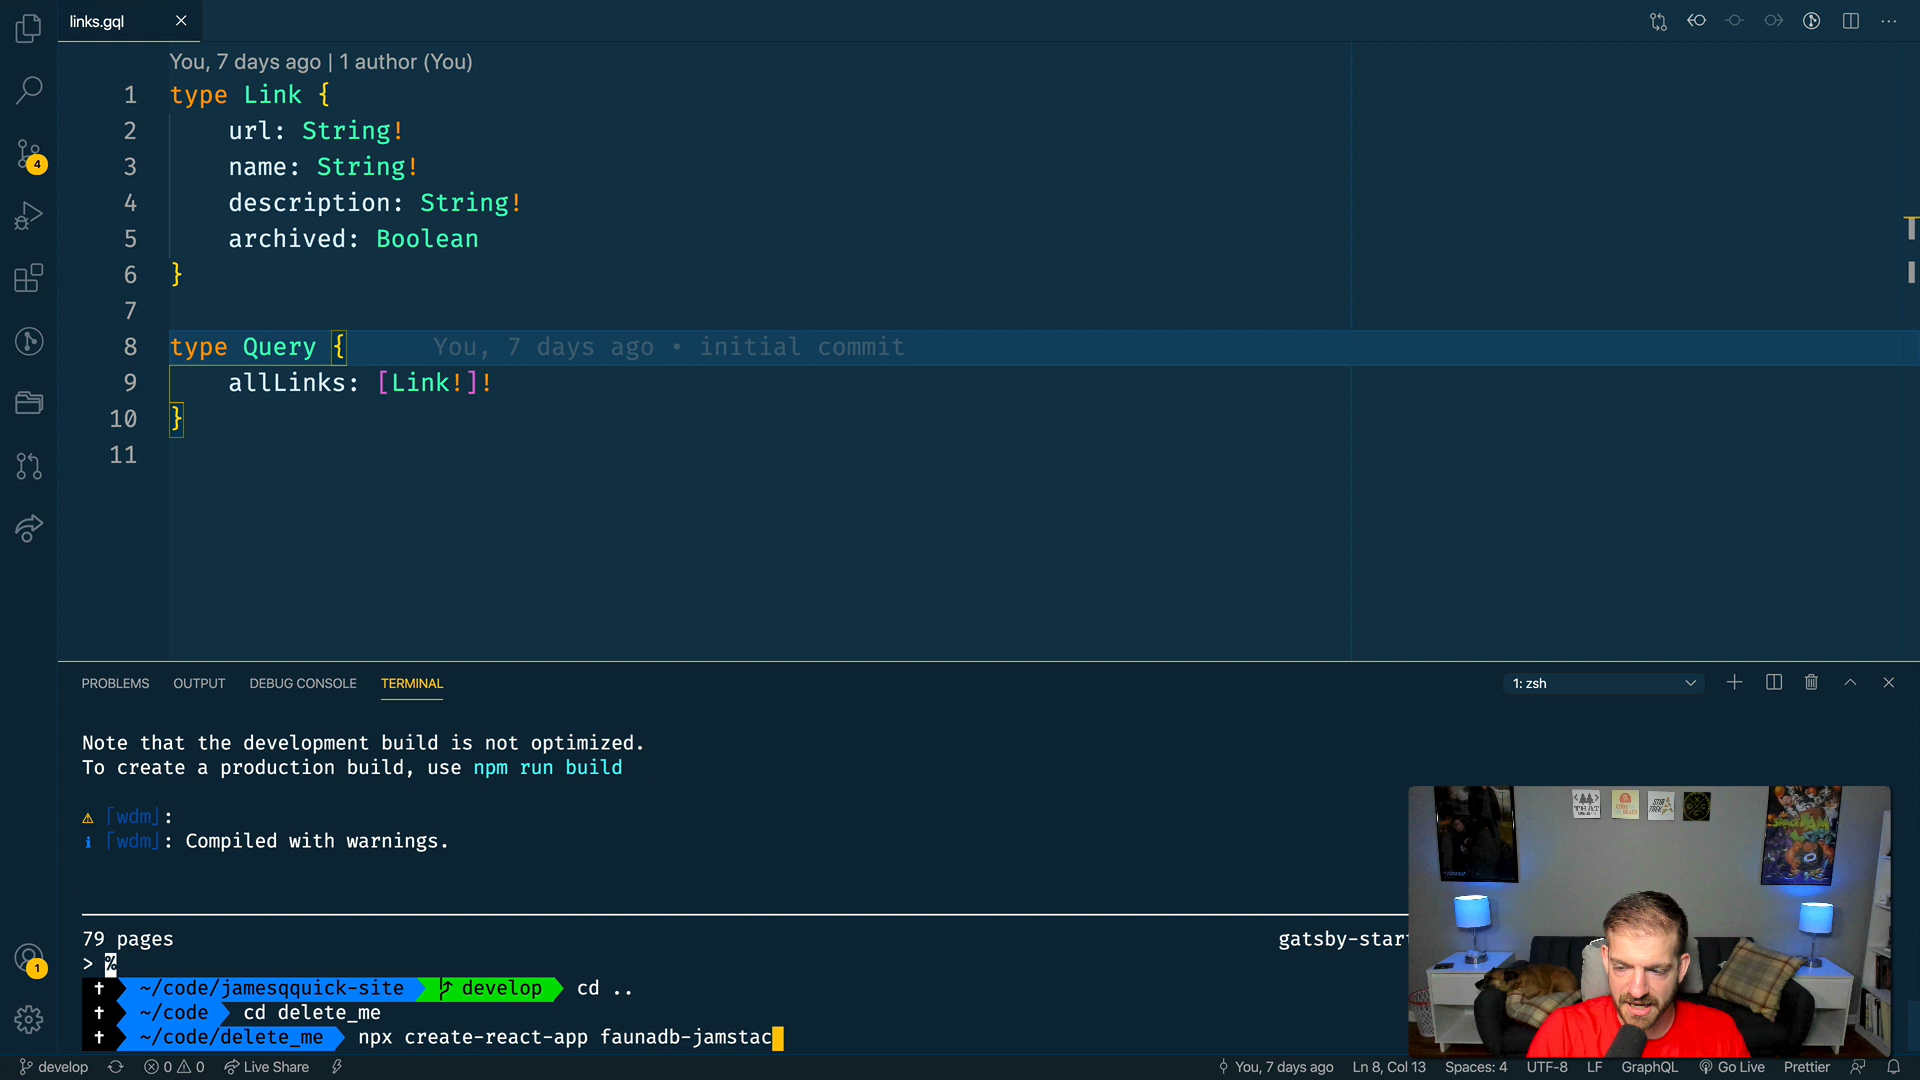 links.gql
You, 7 days ago | 1 author (You)
1 type Link {
2 url: String!
3 name: String!
4 description: String!
5 archived: Boolean
6 }
7
8 type Query { You, 7 days ago • initial commit
9 allLinks: [Link!]!
10 }
11
4
PROBLEMS OUTPUT DEBUG CONSOLE TERMINAL 1: zsh
Note that the development build is not optimized.
To create a production build, use npm run build
⚠ ｢wdm｣:
ℹ ｢wdm｣: Compiled with warnings.
79 pages gatsby-star
> %
~/code/jamesqquick-site develop cd ..
~/code cd delete_me
~/code/delete_me npx create-react-app faunadb-jamstac
1
develop 0 0 Live Share You, 7 days ago Ln 8, Col 13 Spaces: 4 UTF-8 LF GraphQL Go Live Prettier
THAT
STAR TREK